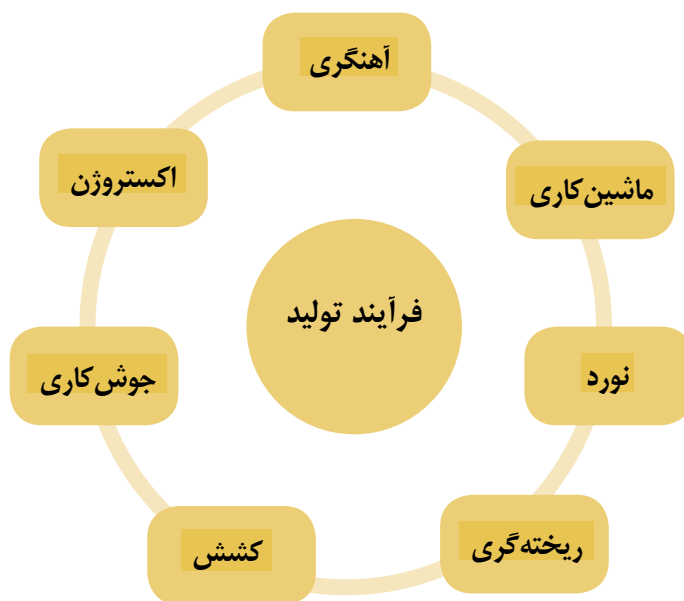 آهنگری
ماشین‌کاری
نورد
ریخته‌گری
کشش
جوش‌کاری
اکستروژن
فرآیند تولید